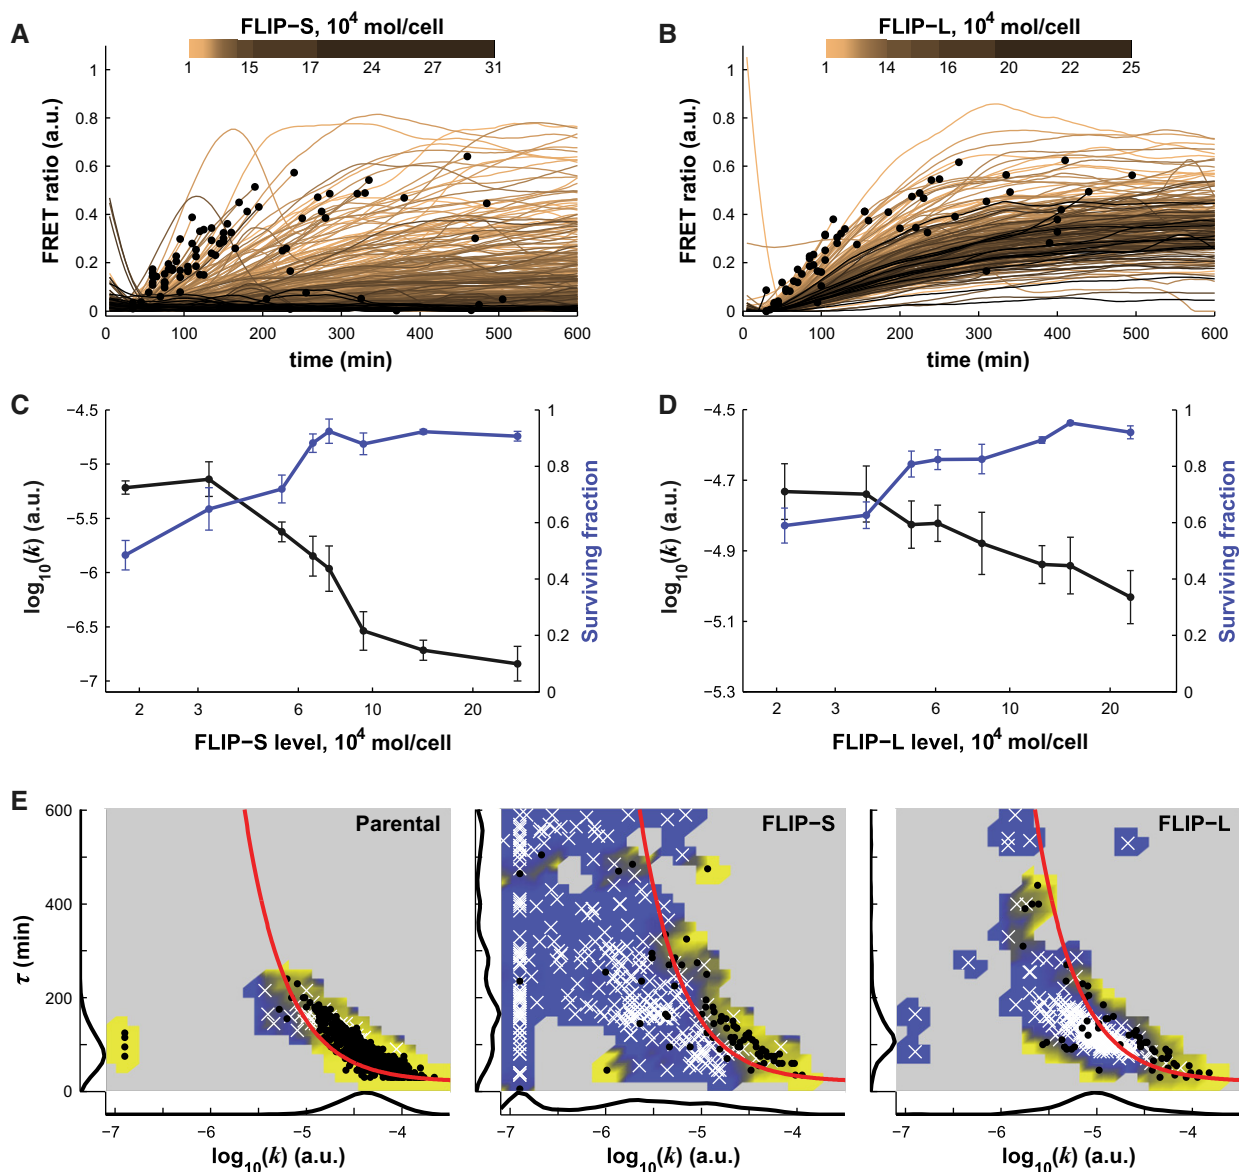 A
FLIP−S, 10⁴ mol/cell
1 15 17 24 27 31
FRET ratio (a.u.)
1
0.8
0.6
0.4
0.2
0
0 100 200 300 400 500 600
time (min)
B
FLIP−L, 10⁴ mol/cell
1 14 16 20 22 25
FRET ratio (a.u.)
1
0.8
0.6
0.4
0.2
0
0 100 200 300 400 500 600
time (min)
C
log₁₀(k) (a.u.)
−4.5
−5
−5.5
−6
−6.5
−7
1
0.8
0.6
0.4
0.2
0
Surviving fraction
2 3 6 10 20
FLIP−S level, 10⁴ mol/cell
D
log₁₀(k) (a.u.)
−4.5
−4.7
−4.9
−5.1
−5.3
1
0.8
0.6
0.4
0.2
0
Surviving fraction
2 3 6 10 20
FLIP−L level, 10⁴ mol/cell
E
τ (min)
600
400
200
0
Parental
−7 −6 −5 −4
log₁₀(k) (a.u.)
FLIP−S
−7 −6 −5 −4
log₁₀(k) (a.u.)
FLIP−L
−7 −6 −5 −4
log₁₀(k) (a.u.)